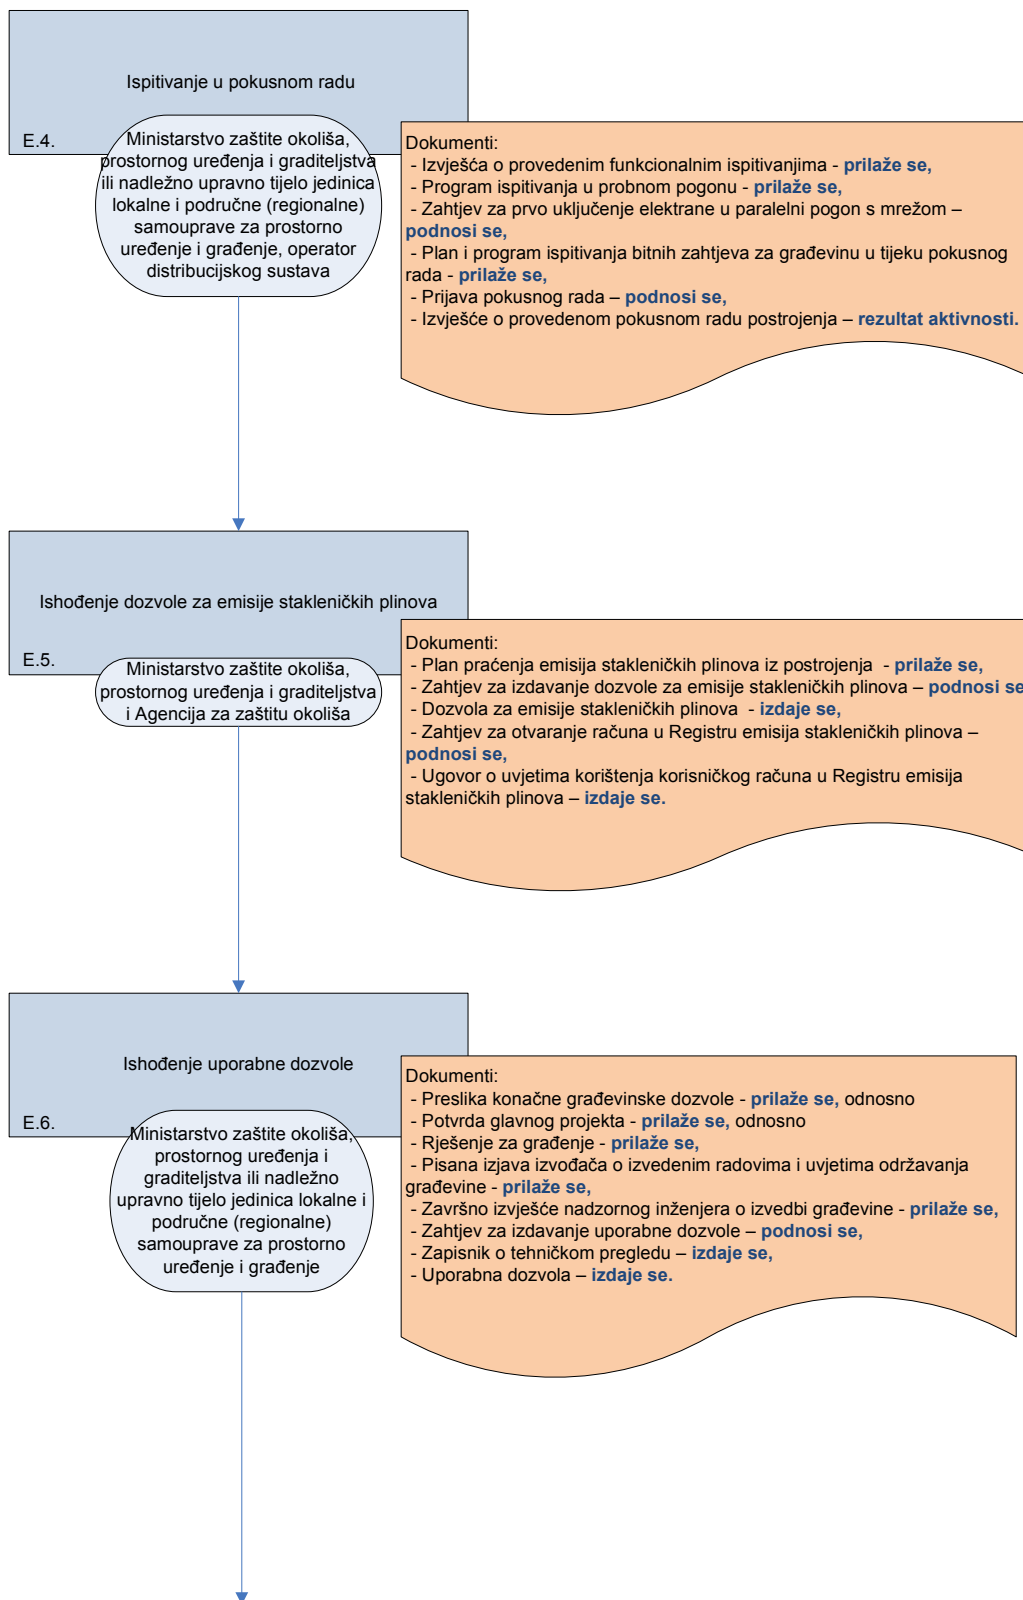 Ispitivanje u pokusnom radu
E.4.
Ministarstvo zaštite okoliša,
prostornog uređenja i graditeljstva
ili nadležno upravno tijelo jedinica
lokalne i područne (regionalne)
samouprave za prostorno
uređenje i građenje, operator
distribucijskog sustava
Dokumenti:
- Izvješća o provedenim funkcionalnim ispitivanjima - prilaže se,
- Program ispitivanja u probnom pogonu - prilaže se,
- Zahtjev za prvo uključenje elektrane u paralelni pogon s mrežom –
podnosi se,
- Plan i program ispitivanja bitnih zahtjeva za građevinu u tijeku pokusnog
rada - prilaže se,
- Prijava pokusnog rada – podnosi se,
- Izvješće o provedenom pokusnom radu postrojenja – rezultat aktivnosti.
Ishođenje dozvole za emisije stakleničkih plinova
E.5.
Ministarstvo zaštite okoliša,
prostornog uređenja i graditeljstva
i Agencija za zaštitu okoliša
Dokumenti:
- Plan praćenja emisija stakleničkih plinova iz postrojenja - prilaže se,
- Zahtjev za izdavanje dozvole za emisije stakleničkih plinova – podnosi se
- Dozvola za emisije stakleničkih plinova - izdaje se,
- Zahtjev za otvaranje računa u Registru emisija stakleničkih plinova –
podnosi se,
- Ugovor o uvjetima korištenja korisničkog računa u Registru emisija
stakleničkih plinova – izdaje se.
Ishođenje uporabne dozvole
E.6.
Ministarstvo zaštite okoliša,
prostornog uređenja i
graditeljstva ili nadležno
upravno tijelo jedinica lokalne i
područne (regionalne)
samouprave za prostorno
uređenje i građenje
Dokumenti:
- Preslika konačne građevinske dozvole - prilaže se, odnosno
- Potvrda glavnog projekta - prilaže se, odnosno
- Rješenje za građenje - prilaže se,
- Pisana izjava izvođača o izvedenim radovima i uvjetima održavanja
građevine - prilaže se,
- Završno izvješće nadzornog inženjera o izvedbi građevine - prilaže se,
- Zahtjev za izdavanje uporabne dozvole – podnosi se,
- Zapisnik o tehničkom pregledu – izdaje se,
- Uporabna dozvola – izdaje se.